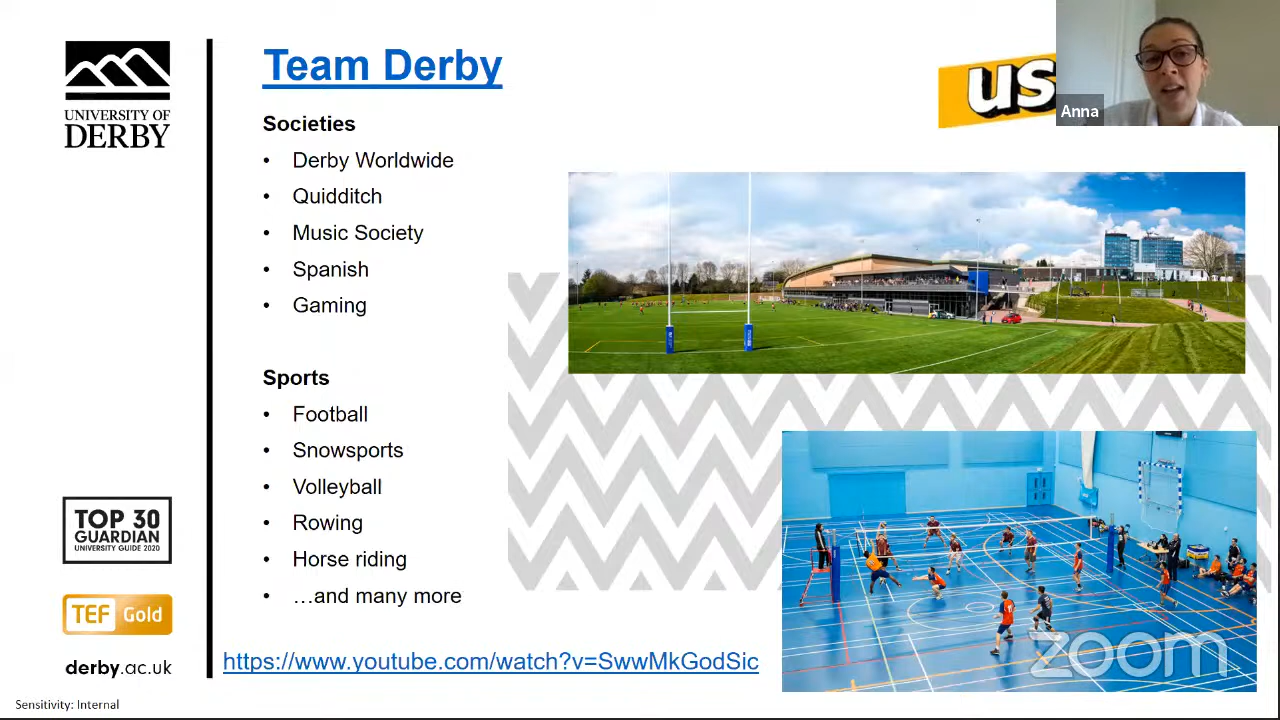 UNIVERSITY OF
DERBY
Team Derby
us
Anna
Societies
• Derby Worldwide
• Quidditch
• Music Society
• Spanish
• Gaming
Sports
• Football
• Snowsports
• Volleyball
• Rowing
• Horse riding
• …and many more
https://www.youtube.com/watch?v=SwwMkGodSic
TOP 30
GUARDIAN
UNIVERSITY GUIDE 2020
TEF Gold
derby.ac.uk
Sensitivity: Internal
zoom